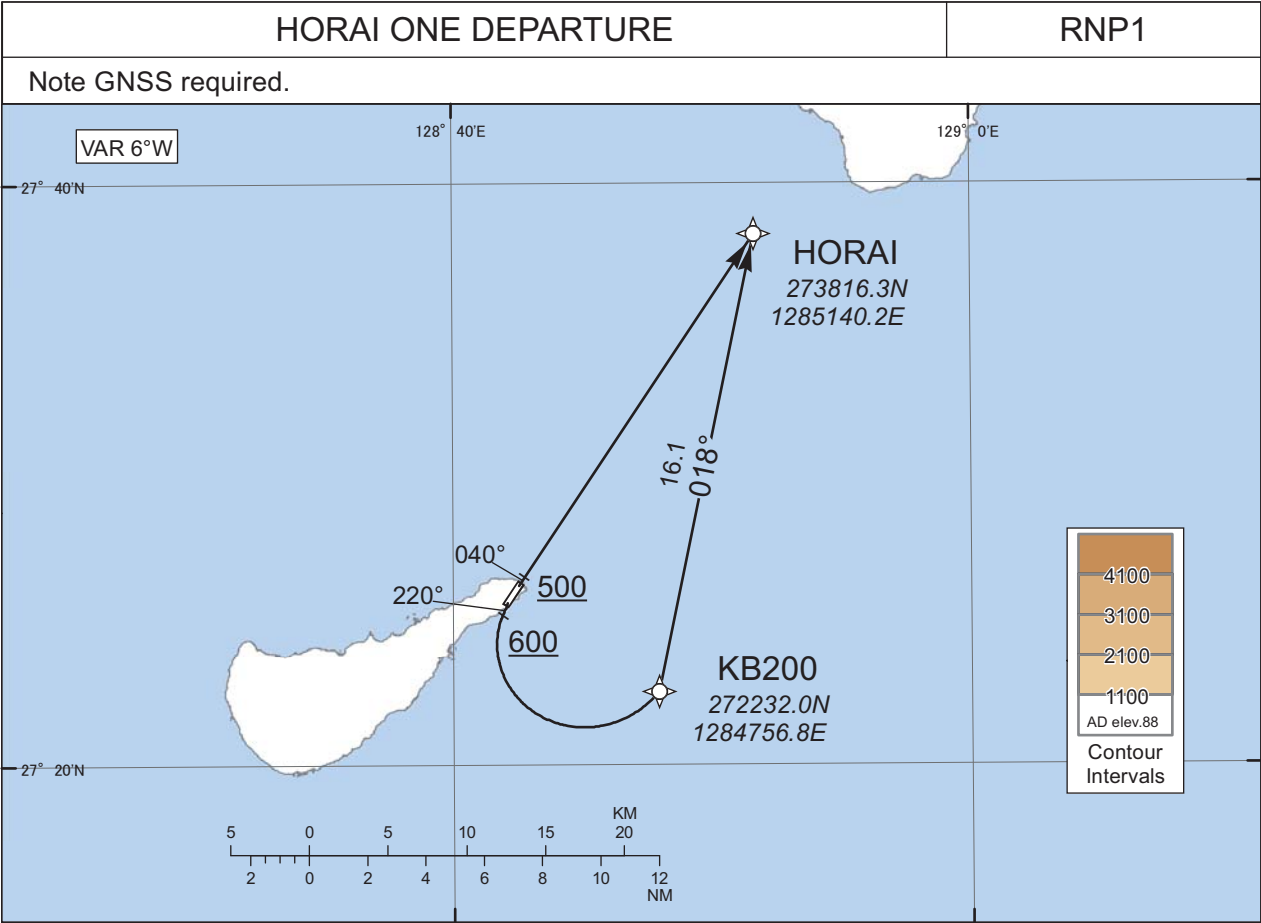 HORAI ONE DEPARTURE
RNP1
Note GNSS required.
128° 40'E
129° 0'E
VAR 6°W
27° 40'N
HORAI
273816.3N
1285140.2E
16.1
018°
040°
500
220°
600
4100
3100
2100
1100
AD elev.88
Contour
Intervals
KB200
272232.0N
1284756.8E
27° 20'N
KM
5 0 5 10 15 20
2 0 2 4 6 8 10 12
NM